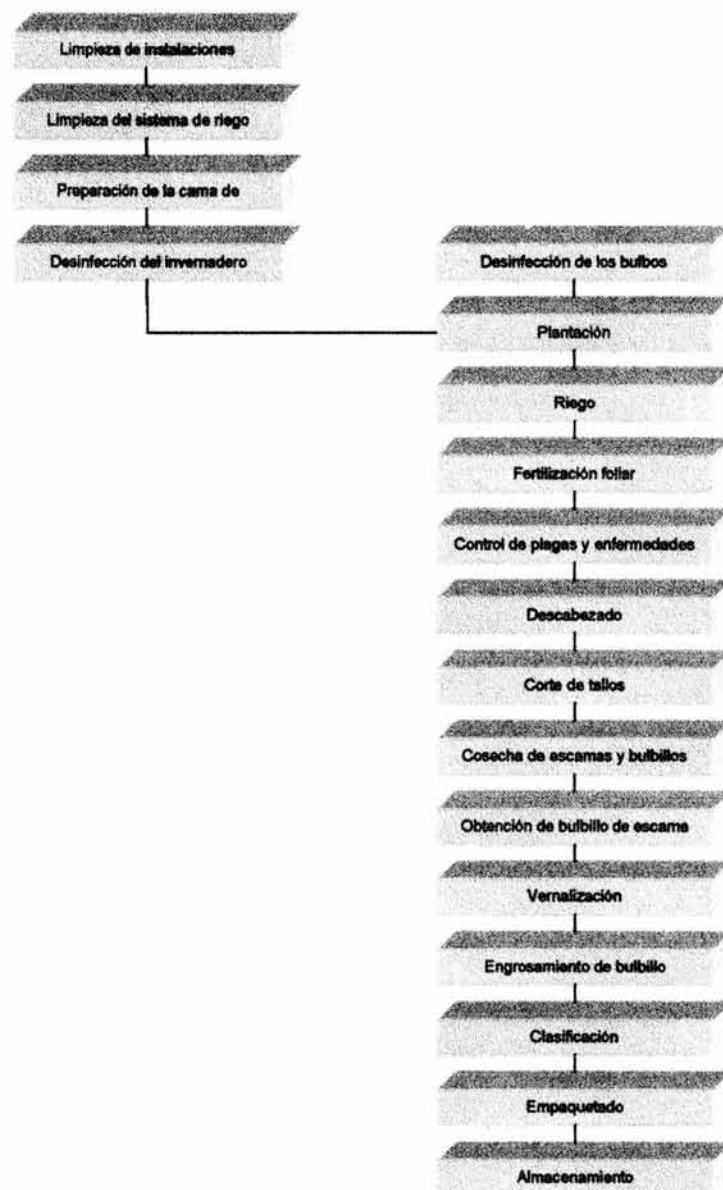 Limpieza de instalaciones
Limpieza del sistema de riego
Preparación de la cama de
Desinfección del invernadero
Desinfección de los bulbos
Plantación
Riego
Fertilización foliar
Control de plagas y enfermedades
Descabezado
Corte de tallos
Cosecha de escamas y bulbillos
Obtención de bulbillo de escama
Vernalización
Engrosamiento de bulbillo
Clasificación
Empaquetado
Almacenamiento